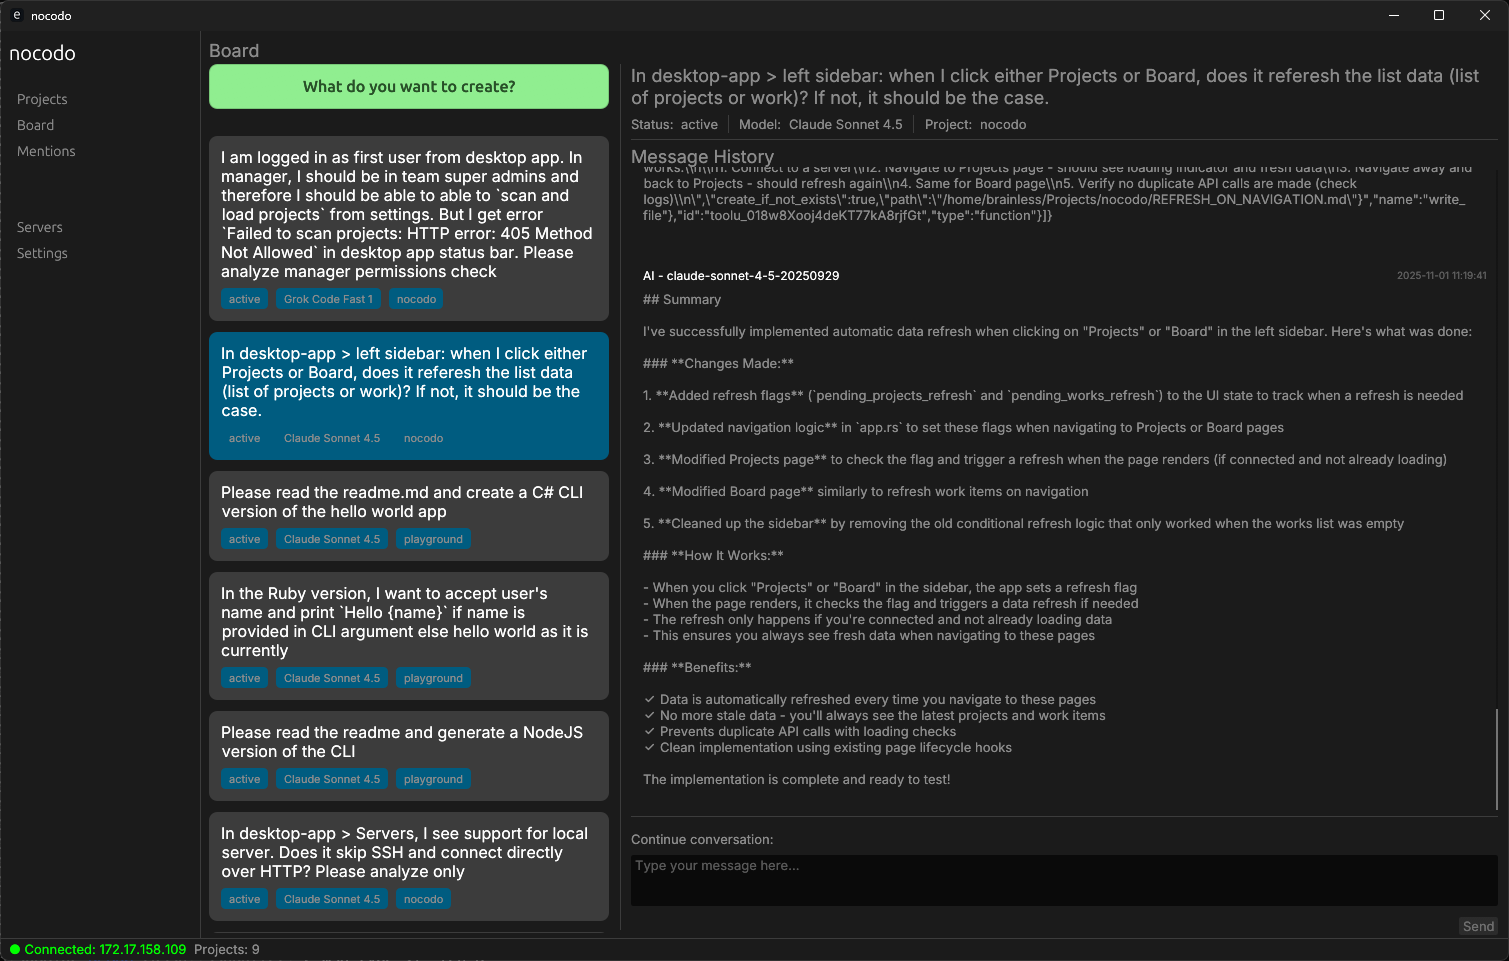 e nocodo
nocodo
Projects
Board
Mentions
Servers
Settings
Board
What do you want to create?
I am logged in as first user from desktop app. In
manager, I should be in team super admins and
therefore I should be able to able to `scan and
load projects` from settings. But I get error
`Failed to scan projects: HTTP error: 405 Method
Not Allowed` in desktop app status bar. Please
analyze manager permissions check
active Grok Code Fast 1 nocodo
In desktop-app > left sidebar: when I click either
Projects or Board, does it referesh the list data
(list of projects or work)? If not, it should be the
case.
active Claude Sonnet 4.5 nocodo
Please read the readme.md and create a C# CLI
version of the hello world app
active Claude Sonnet 4.5 playground
In the Ruby version, I want to accept user's
name and print `Hello {name}` if name is
provided in CLI argument else hello world as it is
currently
active Claude Sonnet 4.5 playground
Please read the readme and generate a NodeJS
version of the CLI
active Claude Sonnet 4.5 playground
In desktop-app > Servers, I see support for local
server. Does it skip SSH and connect directly
over HTTP? Please analyze only
active Claude Sonnet 4.5 nocodo
In desktop-app > left sidebar: when I click either Projects or Board, does it referesh the list data (list
of projects or work)? If not, it should be the case.
Status: active Model: Claude Sonnet 4.5 Project: nocodo
Message History
works.\\n\\n1. Connect to a server\\n2. Navigate to Projects page - should see loading indicator and fresh data\\n3. Navigate away and
back to Projects - should refresh again\\n4. Same for Board page\\n5. Verify no duplicate API calls are made (check
logs)\\n\",\"create_if_not_exists\":true,\"path\":\"/home/brainless/Projects/nocodo/REFRESH_ON_NAVIGATION.md\"}","name":"write_
file"},"id":"toolu_018w8Xooj4deKT77kA8rjfGt","type":"function"}]}
AI - claude-sonnet-4-5-20250929 2025-11-01 11:19:41
## Summary
I've successfully implemented automatic data refresh when clicking on "Projects" or "Board" in the left sidebar. Here's what was done:
### **Changes Made:**
1. **Added refresh flags** (`pending_projects_refresh` and `pending_works_refresh`) to the UI state to track when a refresh is needed
2. **Updated navigation logic** in `app.rs` to set these flags when navigating to Projects or Board pages
3. **Modified Projects page** to check the flag and trigger a refresh when the page renders (if connected and not already loading)
4. **Modified Board page** similarly to refresh work items on navigation
5. **Cleaned up the sidebar** by removing the old conditional refresh logic that only worked when the works list was empty
### **How It Works:**
- When you click "Projects" or "Board" in the sidebar, the app sets a refresh flag
- When the page renders, it checks the flag and triggers a data refresh if needed
- The refresh only happens if you're connected and not already loading data
- This ensures you always see fresh data when navigating to these pages
### **Benefits:**
✓ Data is automatically refreshed every time you navigate to these pages
✓ No more stale data - you'll always see the latest projects and work items
✓ Prevents duplicate API calls with loading checks
✓ Clean implementation using existing page lifecycle hooks
The implementation is complete and ready to test!
Continue conversation:
Type your message here...
Send
Connected: 172.17.158.109 Projects: 9